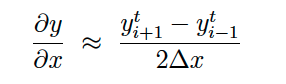 ∂y/∂x ≈ (y^t_{i+1} − y^t_{i−1})/(2Δx)